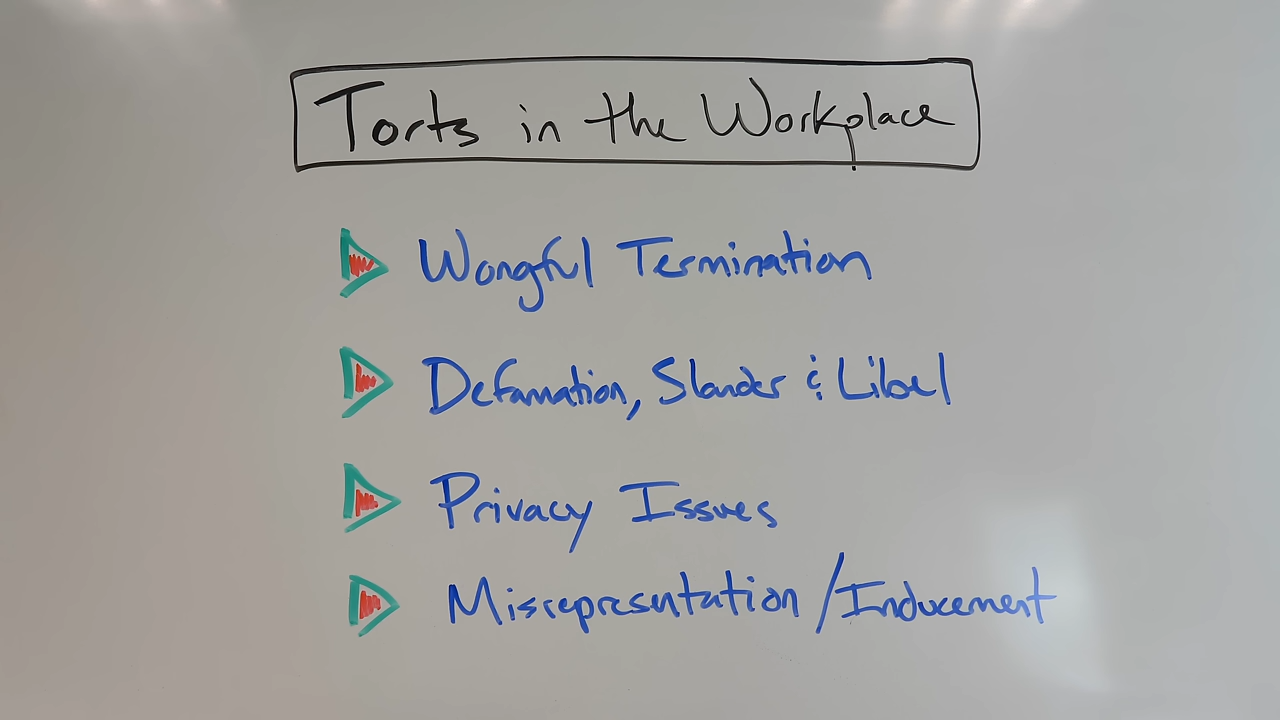 Torts in the Workplace
Wongful Termination
Defamation, Slander & Libel
Privacy Issues
Misrepresentation/Inducement